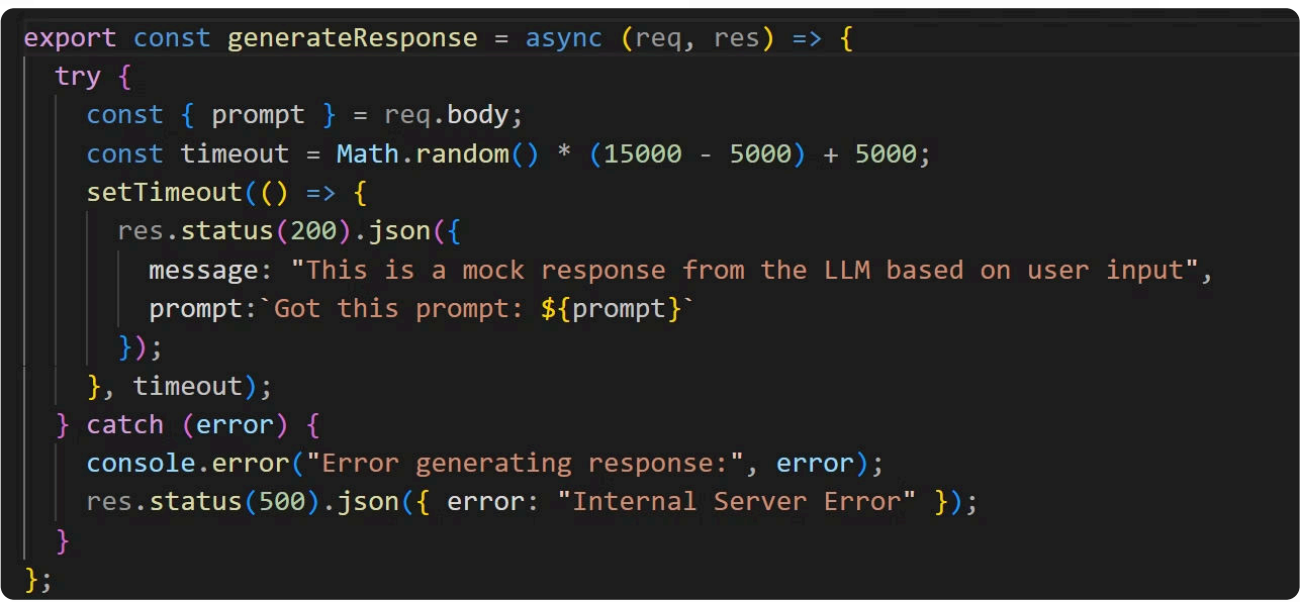 export const generateResponse = async (req, res) => {
  try {
    const { prompt } = req.body;
    const timeout = Math.random() * (15000 - 5000) + 5000;
    setTimeout(() => {
      res.status(200).json({
        message: "This is a mock response from the LLM based on user input",
        prompt:`Got this prompt: ${prompt}`
      });
    }, timeout);
  } catch (error) {
    console.error("Error generating response:", error);
    res.status(500).json({ error: "Internal Server Error" });
  }
};